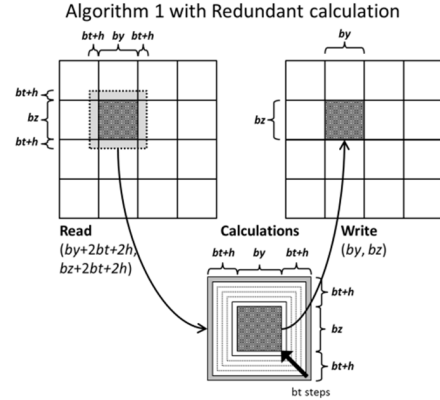 Algorithm 1 with Redundant calculation
bt+h by bt+h
by
bt+h
bz
bt+h
bz
Read
(by+2bt+2h,
bz+2bt+2h)
Calculations
Write
(by, bz)
bt+h by bt+h
bt+h
bz
bt+h
bt steps